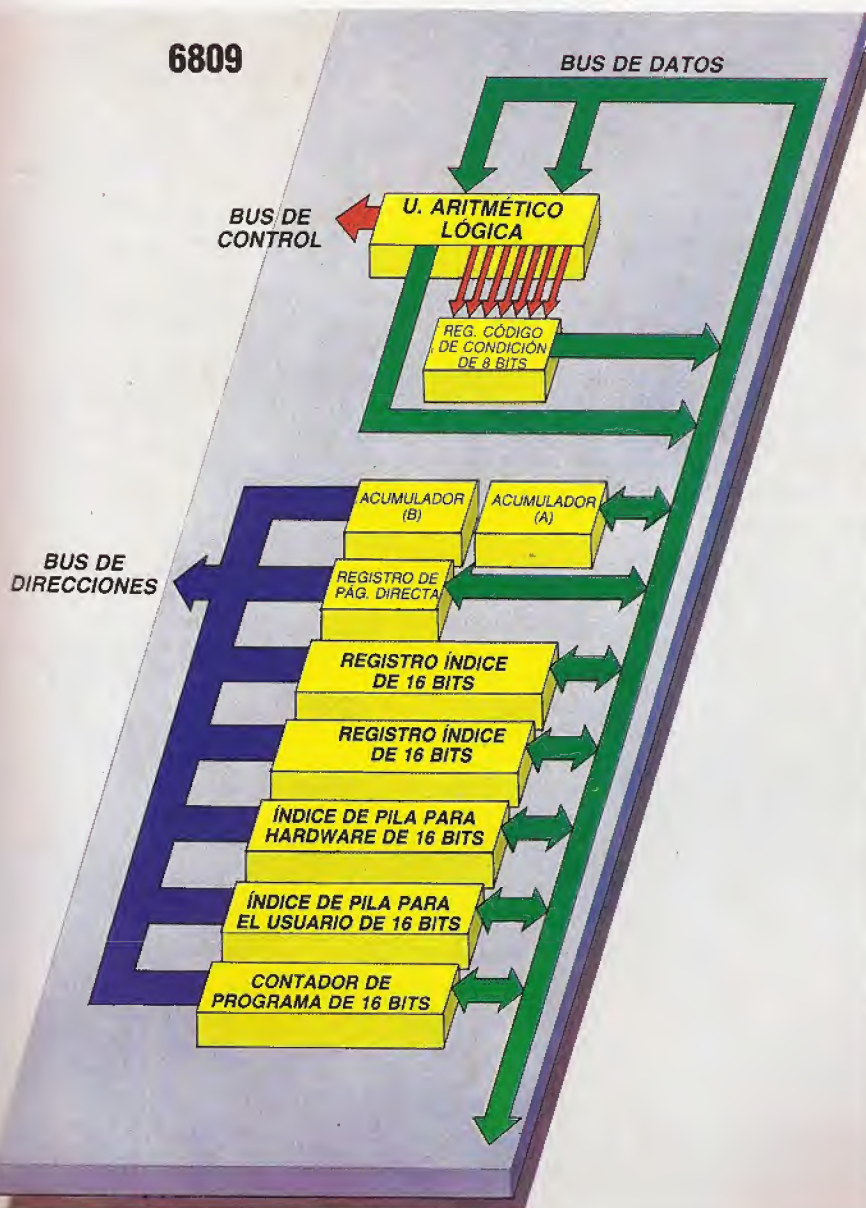 6809
BUS DE DATOS
U. ARITMÉTICO
LÓGICA
BUS DE
CONTROL
REG. CÓDIGO
DE CONDICIÓN
DE 8 BITS
ACUMULADOR
(B)
ACUMULADOR
(A)
BUS DE
DIRECCIONES
REGISTRO DE
PÁG. DIRECTA
REGISTRO ÍNDICE
DE 16 BITS
REGISTRO ÍNDICE
DE 16 BITS
ÍNDICE DE PILA PARA
HARDWARE DE 16 BITS
ÍNDICE DE PILA PARA
EL USUARIO DE 16 BITS
CONTADOR DE
PROGRAMA DE 16 BITS